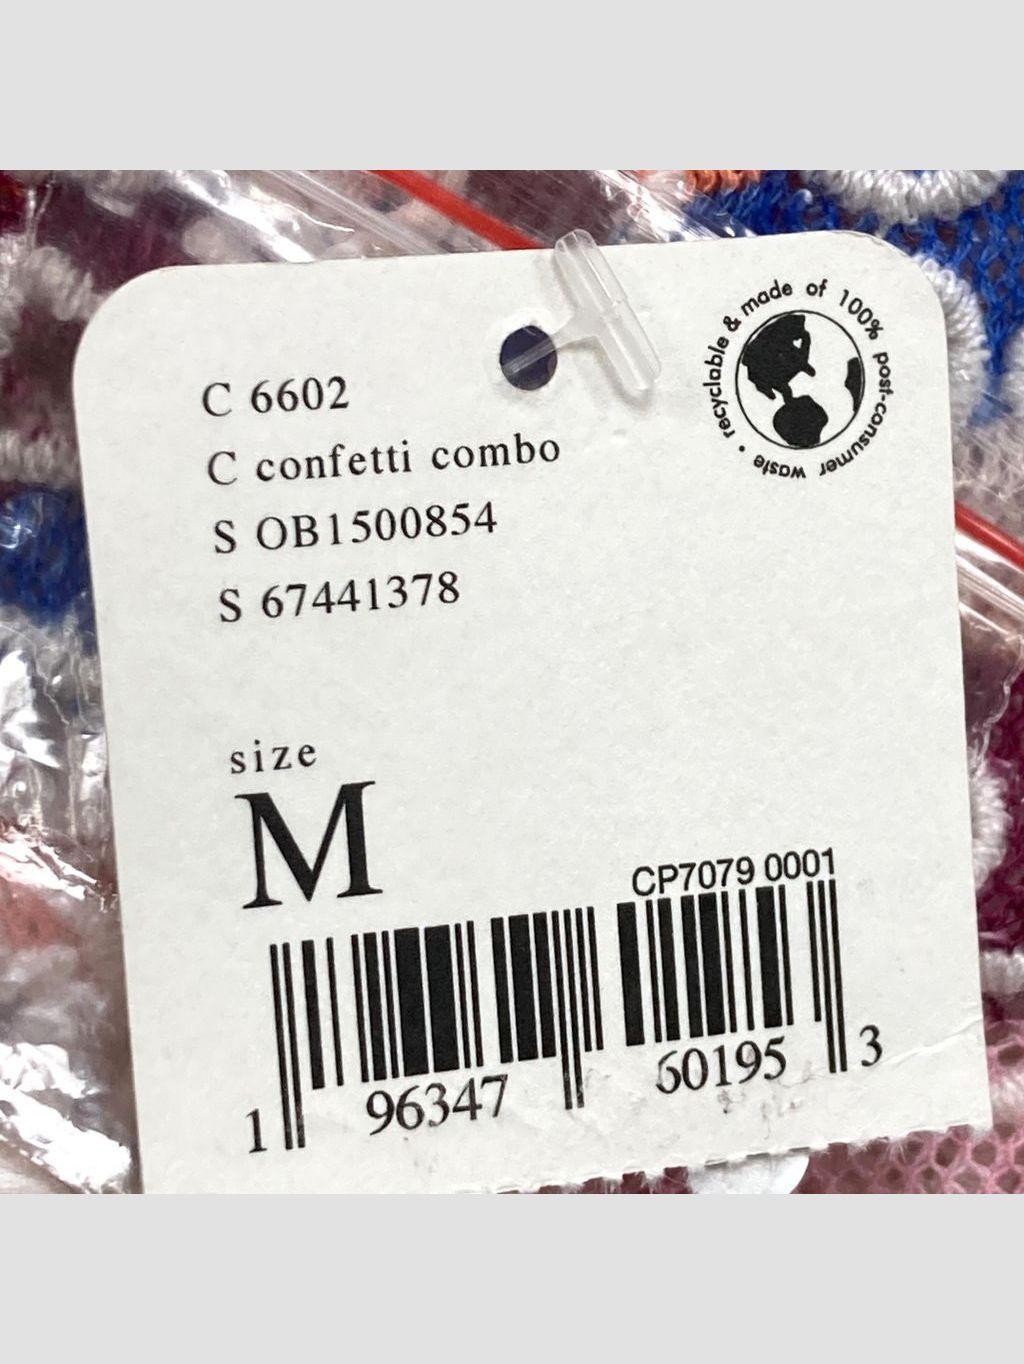 recyclable & made of 100% post-consumer waste •
C 6602
C confetti combo
S OB1500854
S 67441378
size
M
CP7079 0001
1 96347 60195 3